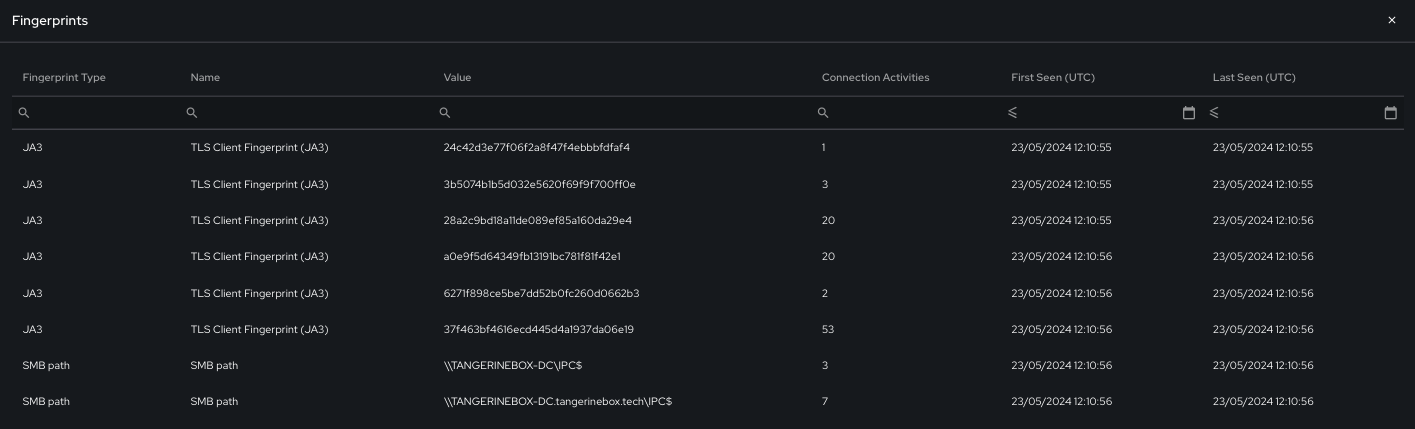 Fingerprints
Fingerprint Type Name Value Connection Activities First Seen (UTC) Last Seen (UTC)
JA3 TLS Client Fingerprint (JA3) 24c42d3e77f06f2a8f47f4ebbbfdfaf4 1 23/05/2024 12:10:55 23/05/2024 12:10:55
JA3 TLS Client Fingerprint (JA3) 3b5074b1b5d032e5620f69f9f700ff0e 3 23/05/2024 12:10:55 23/05/2024 12:10:55
JA3 TLS Client Fingerprint (JA3) 28a2c9bd18a11de089ef85a160da29e4 20 23/05/2024 12:10:55 23/05/2024 12:10:56
JA3 TLS Client Fingerprint (JA3) a0e9f5d64349fb13191bc781f81f42e1 20 23/05/2024 12:10:56 23/05/2024 12:10:56
JA3 TLS Client Fingerprint (JA3) 6271f898ce5be7dd52b0fc260d0662b3 2 23/05/2024 12:10:56 23/05/2024 12:10:56
JA3 TLS Client Fingerprint (JA3) 37f463bf4616ecd445d4a1937da06e19 53 23/05/2024 12:10:56 23/05/2024 12:10:56
SMB path SMB path \\TANGERINEBOX-DC\IPC$ 3 23/05/2024 12:10:56 23/05/2024 12:10:56
SMB path SMB path \\TANGERINEBOX-DC.tangerinebox.tech\IPC$ 7 23/05/2024 12:10:56 23/05/2024 12:10:56